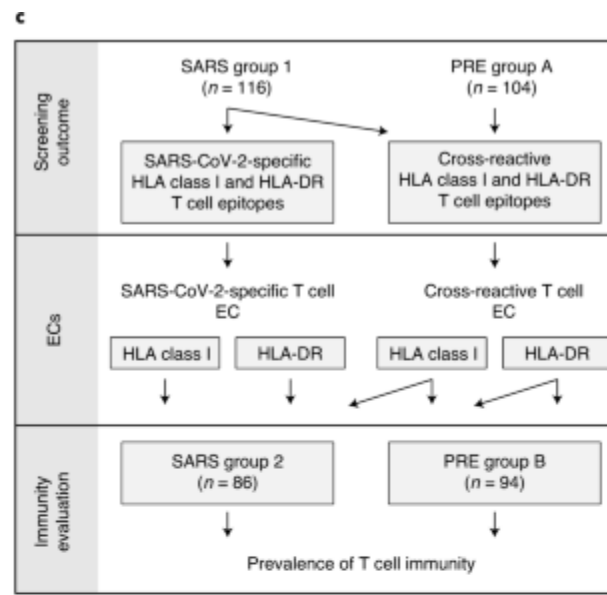 c
Screening
outcome
SARS group 1
(n = 116)
PRE group A
(n = 104)
SARS-CoV-2-specific
HLA class I and HLA-DR
T cell epitopes
Cross-reactive
HLA class I and HLA-DR
T cell epitopes
ECs
SARS-CoV-2-specific T cell
EC
Cross-reactive T cell
EC
HLA class I
HLA-DR
HLA class I
HLA-DR
Immunity
evaluation
SARS group 2
(n = 86)
PRE group B
(n = 94)
Prevalence of T cell immunity